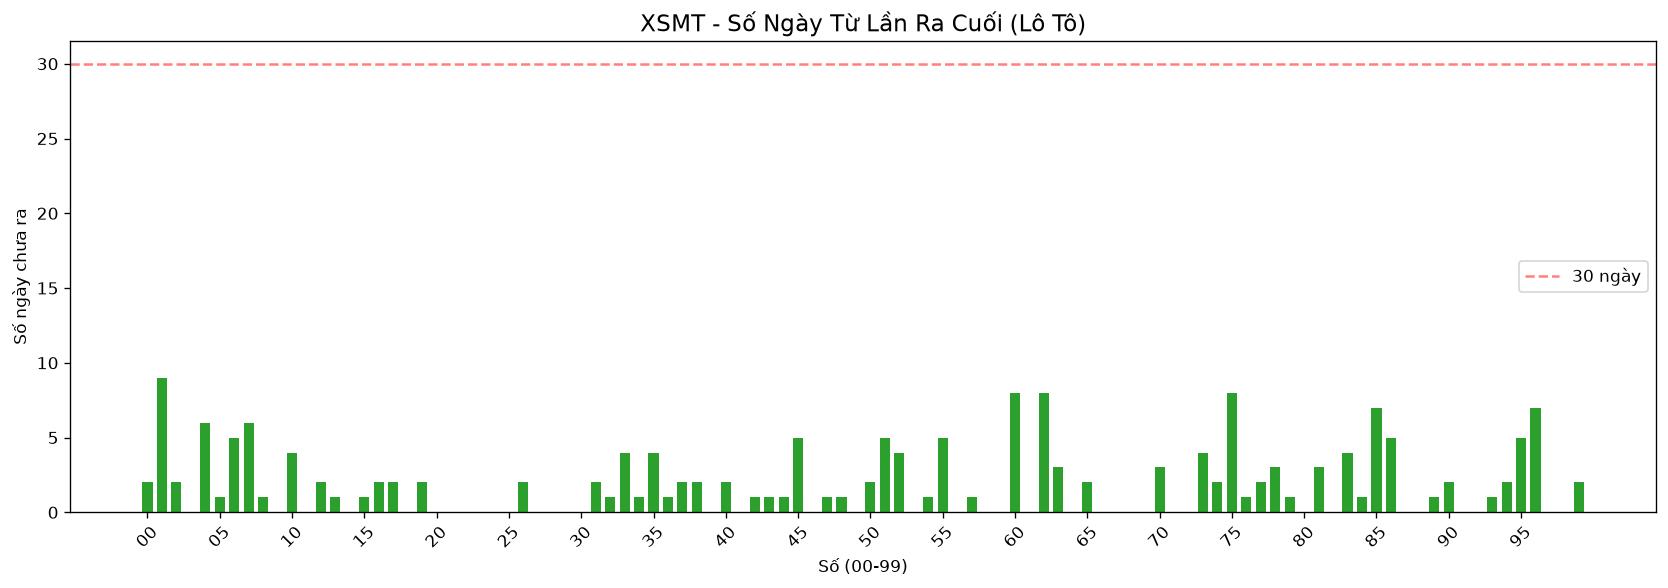 XSMT - Số Ngày Từ Lần Ra Cuối (Lô Tô)
Số ngày chưa ra
30
25
20
15
10
5
0
30 ngày
00 05 10 15 20 25 30 35 40 45 50 55 60 65 70 75 80 85 90 95
Số (00-99)